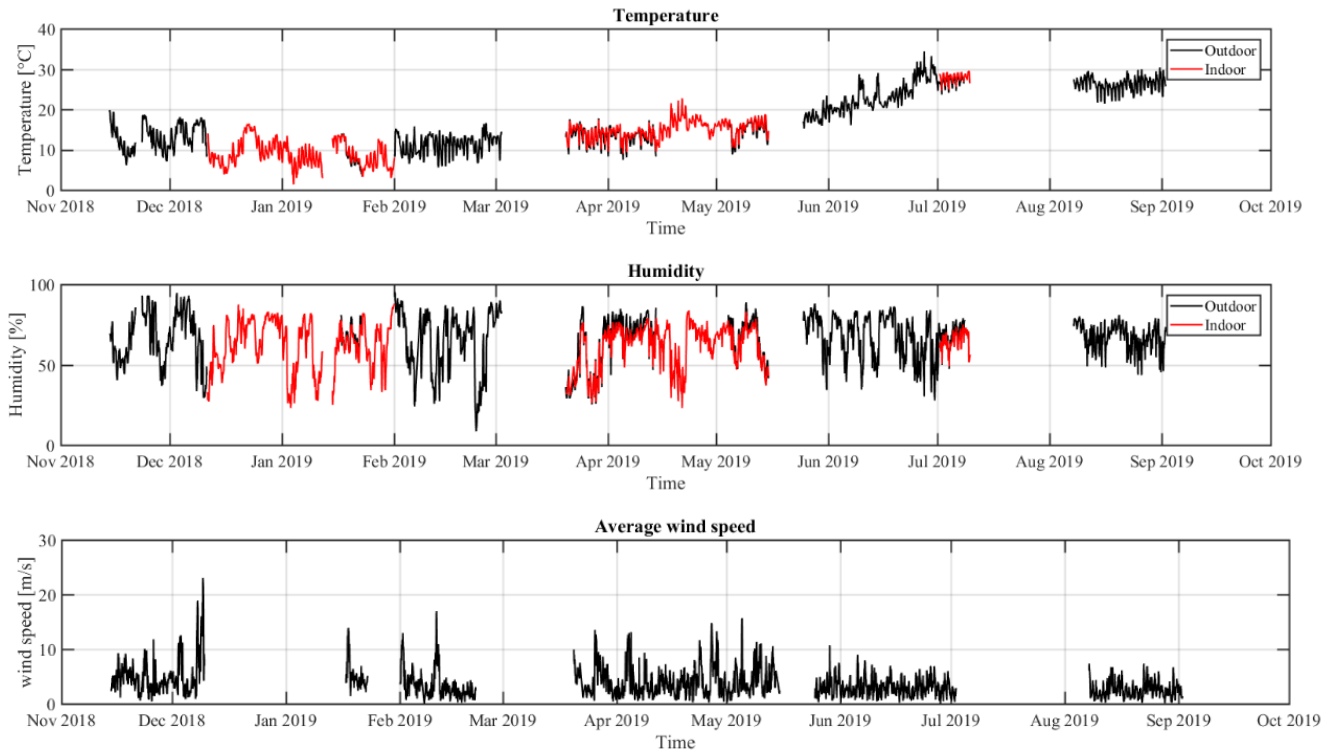 Temperature
40
30
20
10
0
Temperature [°C]
Outdoor
Indoor
Nov 2018 Dec 2018 Jan 2019 Feb 2019 Mar 2019 Apr 2019 May 2019 Jun 2019 Jul 2019 Aug 2019 Sep 2019 Oct 2019
Time
Humidity
100
50
0
Humidity [%]
Outdoor
Indoor
Nov 2018 Dec 2018 Jan 2019 Feb 2019 Mar 2019 Apr 2019 May 2019 Jun 2019 Jul 2019 Aug 2019 Sep 2019 Oct 2019
Time
Average wind speed
30
20
10
0
wind speed [m/s]
Nov 2018 Dec 2018 Jan 2019 Feb 2019 Mar 2019 Apr 2019 May 2019 Jun 2019 Jul 2019 Aug 2019 Sep 2019 Oct 2019
Time